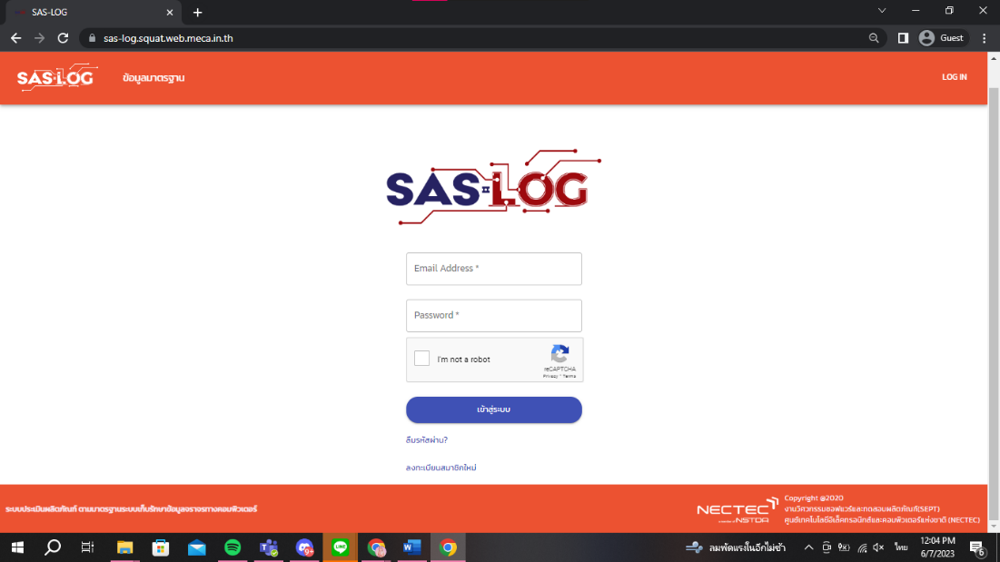 SAS-LOG
sas-log.squat.web.meca.in.th
Guest
SAS-LOG
ข้อมูลมาตรฐาน
LOG IN
SAS-LOG
Email Address *
Password *
I'm not a robot
reCAPTCHA
Privacy - Terms
เข้าสู่ระบบ
ลืมรหัสผ่าน?
ลงทะเบียนสมาชิกใหม่
ระบบประเมินผลิตภัณฑ์ ตามมาตรฐานระบบเก็บรักษาข้อมูลจราจรทางคอมพิวเตอร์
NECTEC
a member of NSTDA
Copyright @2020
งานวิศวกรรมซอฟแวร์และทดสอบผลิตภัณฑ์(SEPT)
ศูนย์เทคโนโลยีอิเล็กทรอนิกส์และคอมพิวเตอร์แห่งชาติ (NECTEC)
9+
LINE
W
ลมพัดแรงในอีกไม่ช้า
ไทย
12:04 PM
6/7/2023
6